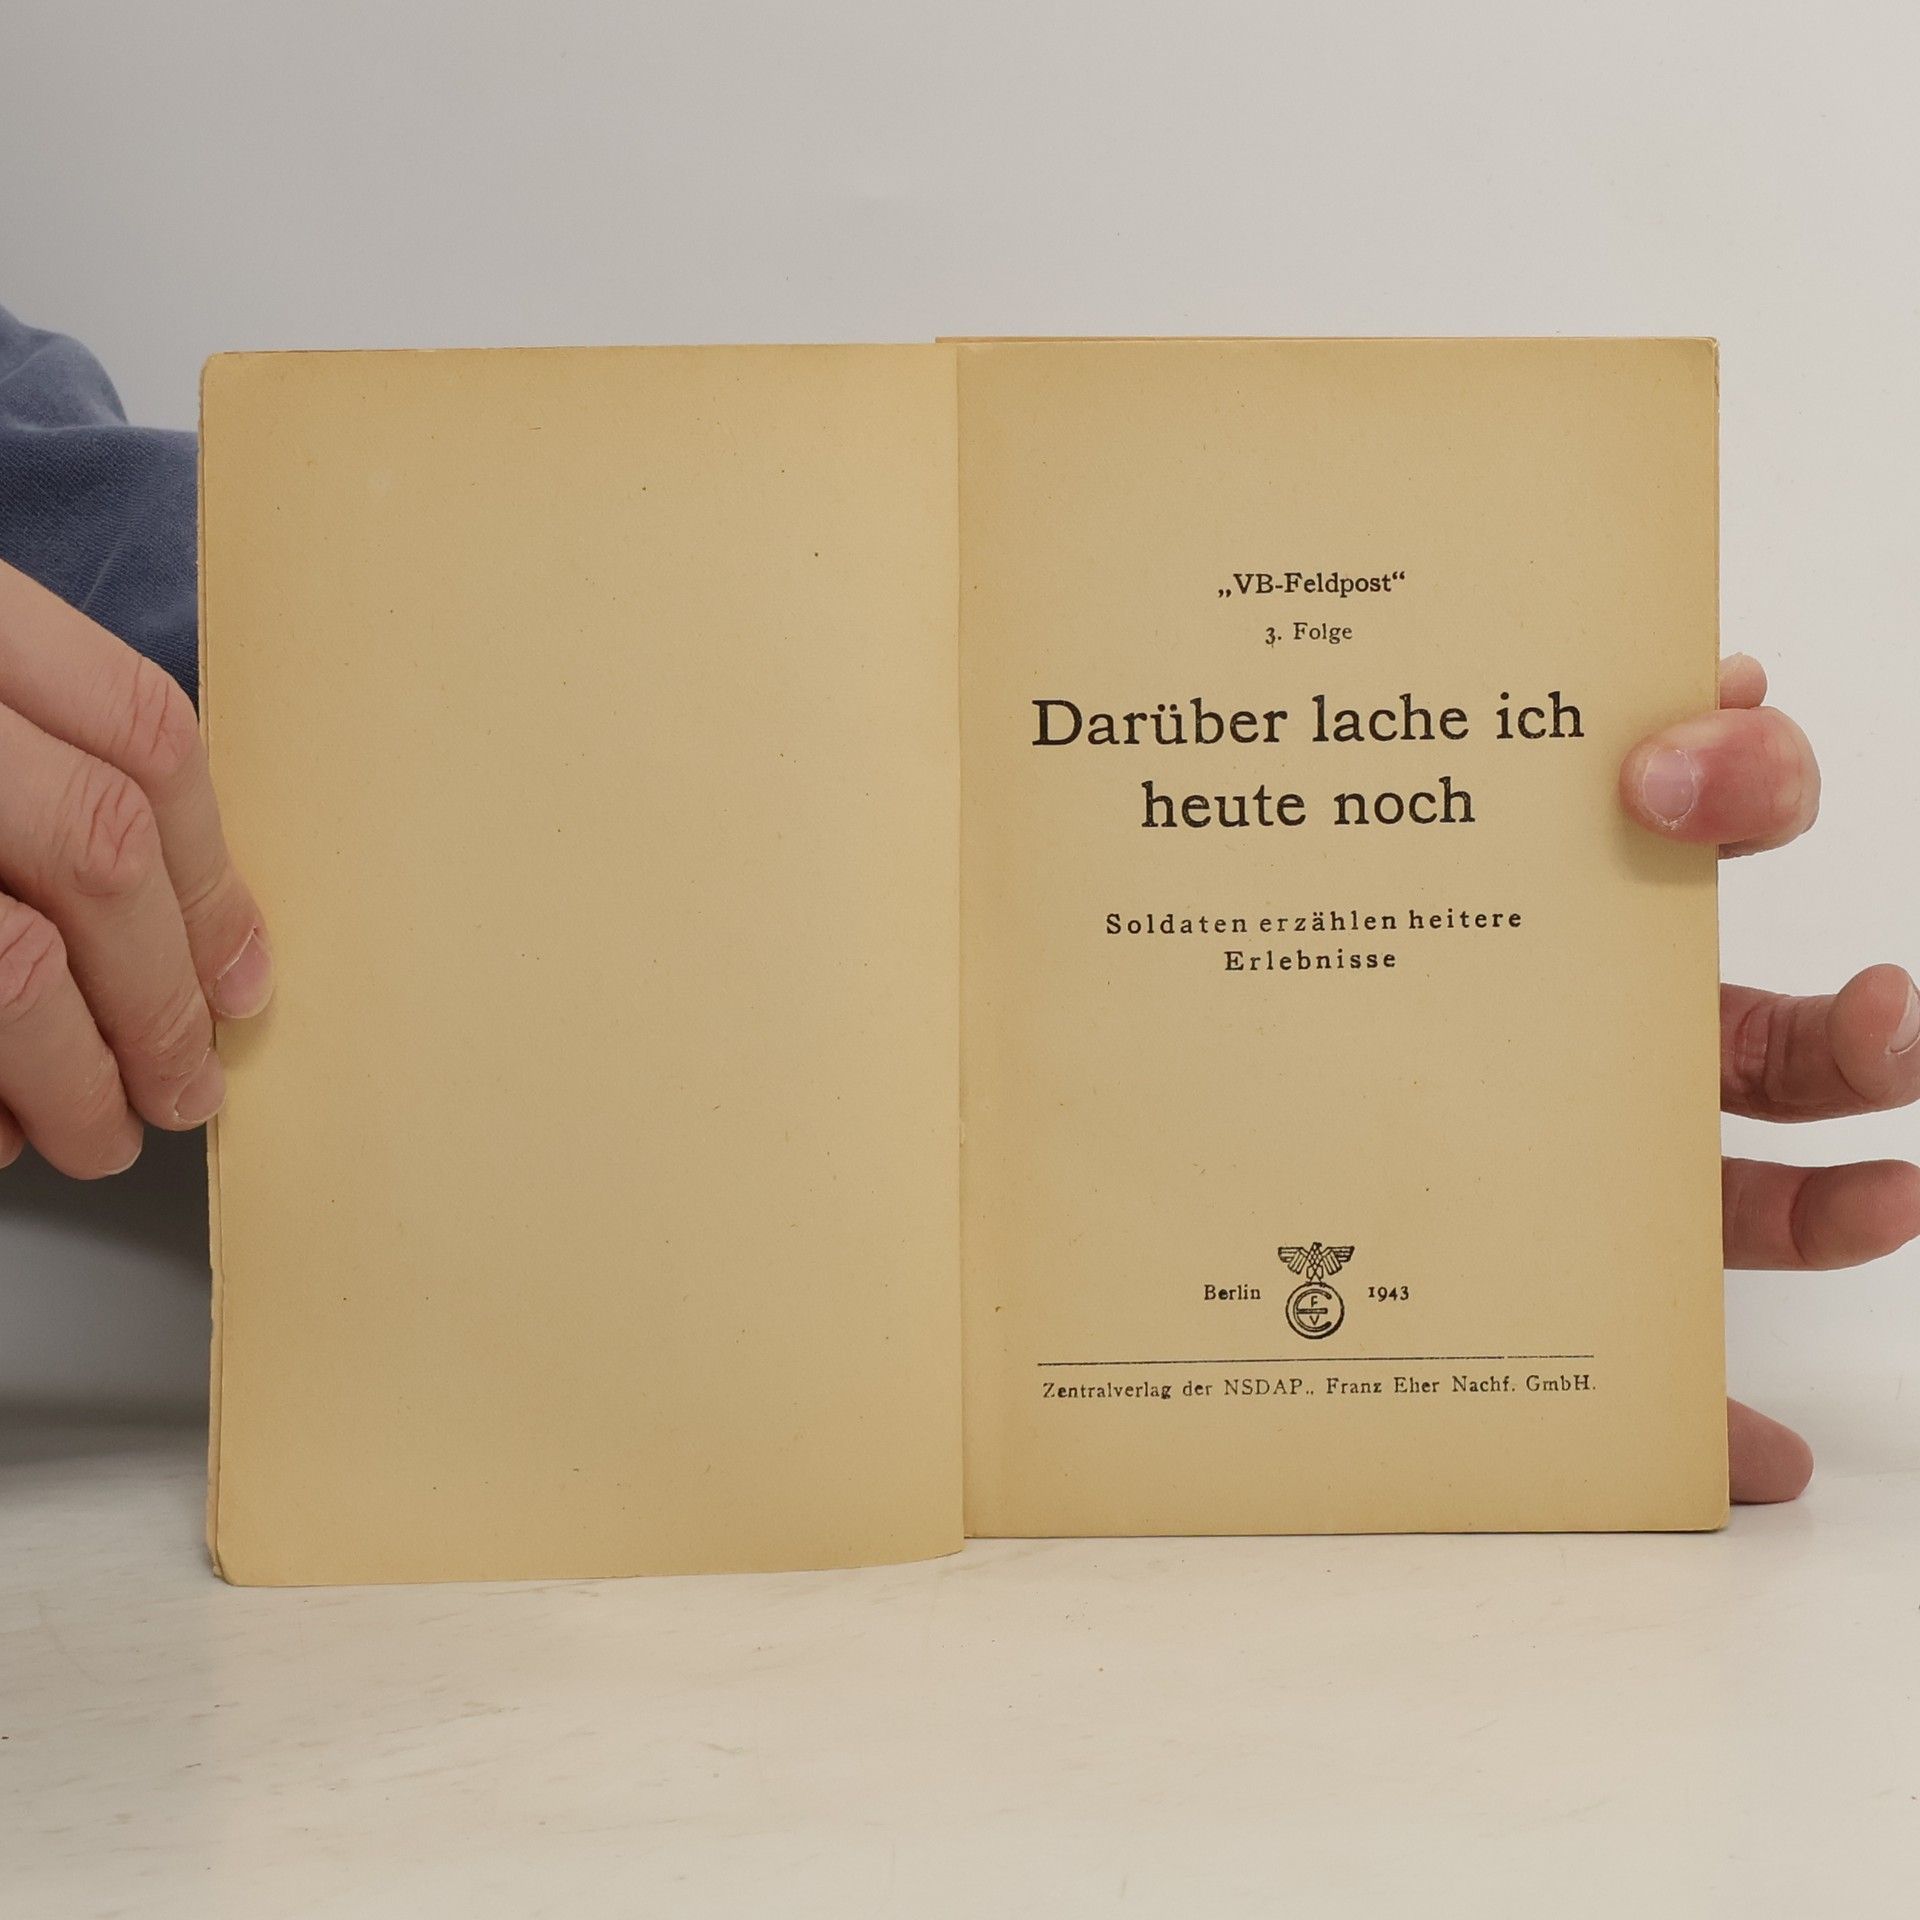 „VB-Feldpost“
3. Folge
Darüber lache ich
heute noch
Soldaten erzählen heitere
Erlebnisse
Berlin 1943
F
E
V
Zentralverlag der NSDAP., Franz Eher Nachf. GmbH.